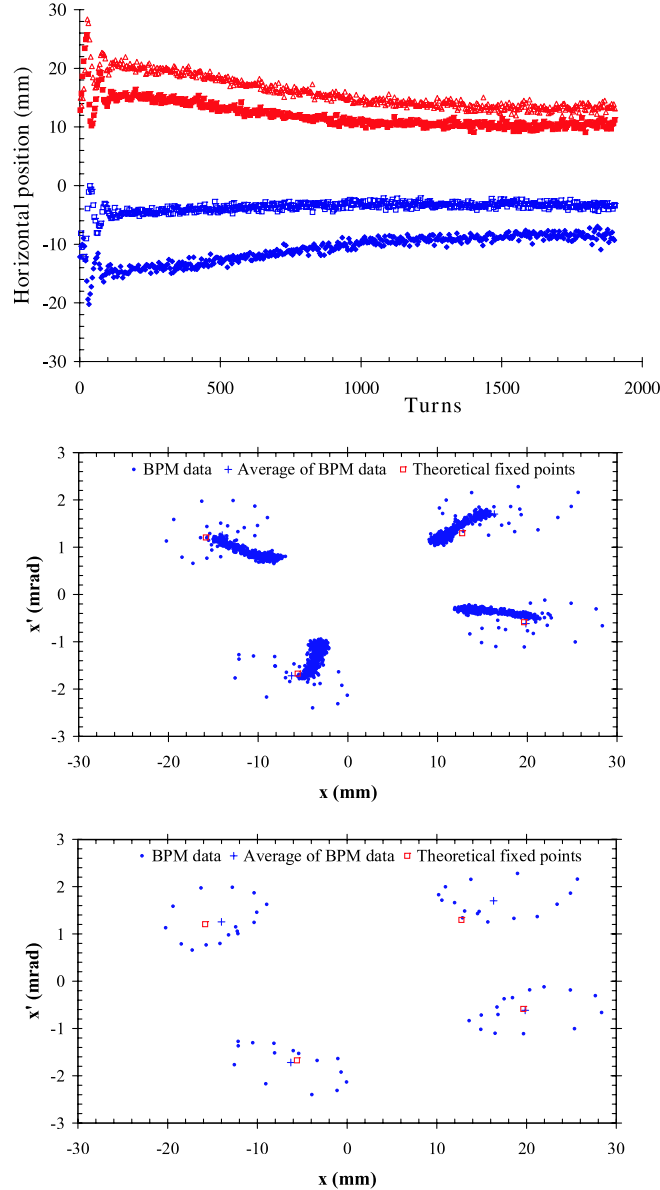 30
20
10
0
-10
-20
-30
Horizontal position (mm)
0 500 1000 1500 2000
Turns
3
2
1
0
-1
-2
-3
x' (mrad)
BPM data Average of BPM data Theoretical fixed points
-30 -20 -10 0 10 20 30
x (mm)
3
2
1
0
-1
-2
-3
x' (mrad)
BPM data Average of BPM data Theoretical fixed points
-30 -20 -10 0 10 20 30
x (mm)